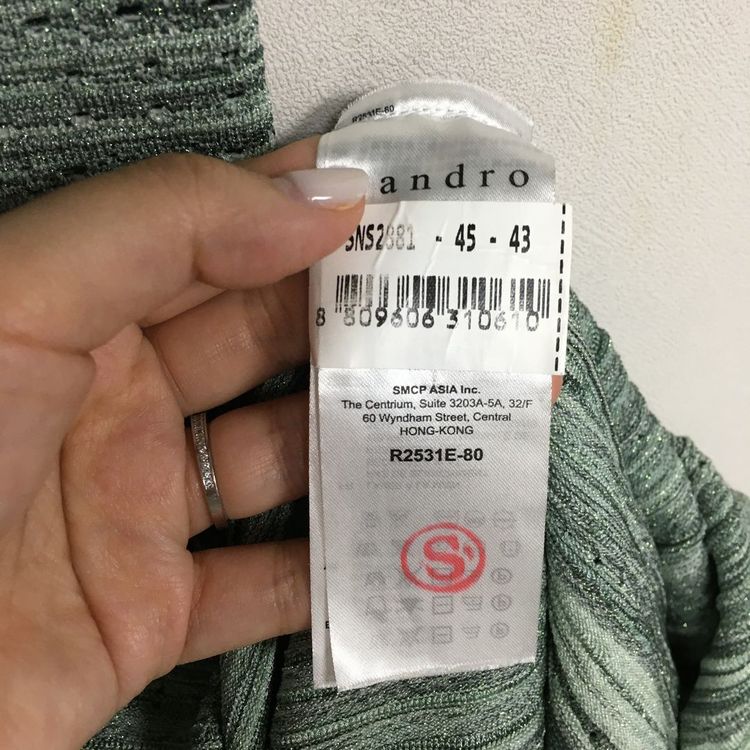 R2531E-80
andro
SNS2881 - 45 - 43
8 809606 310610
SMCP ASIA Inc.
The Centrium, Suite 3203A-5A, 32/F
60 Wyndham Street, Central
HONG-KONG
R2531E-80
S